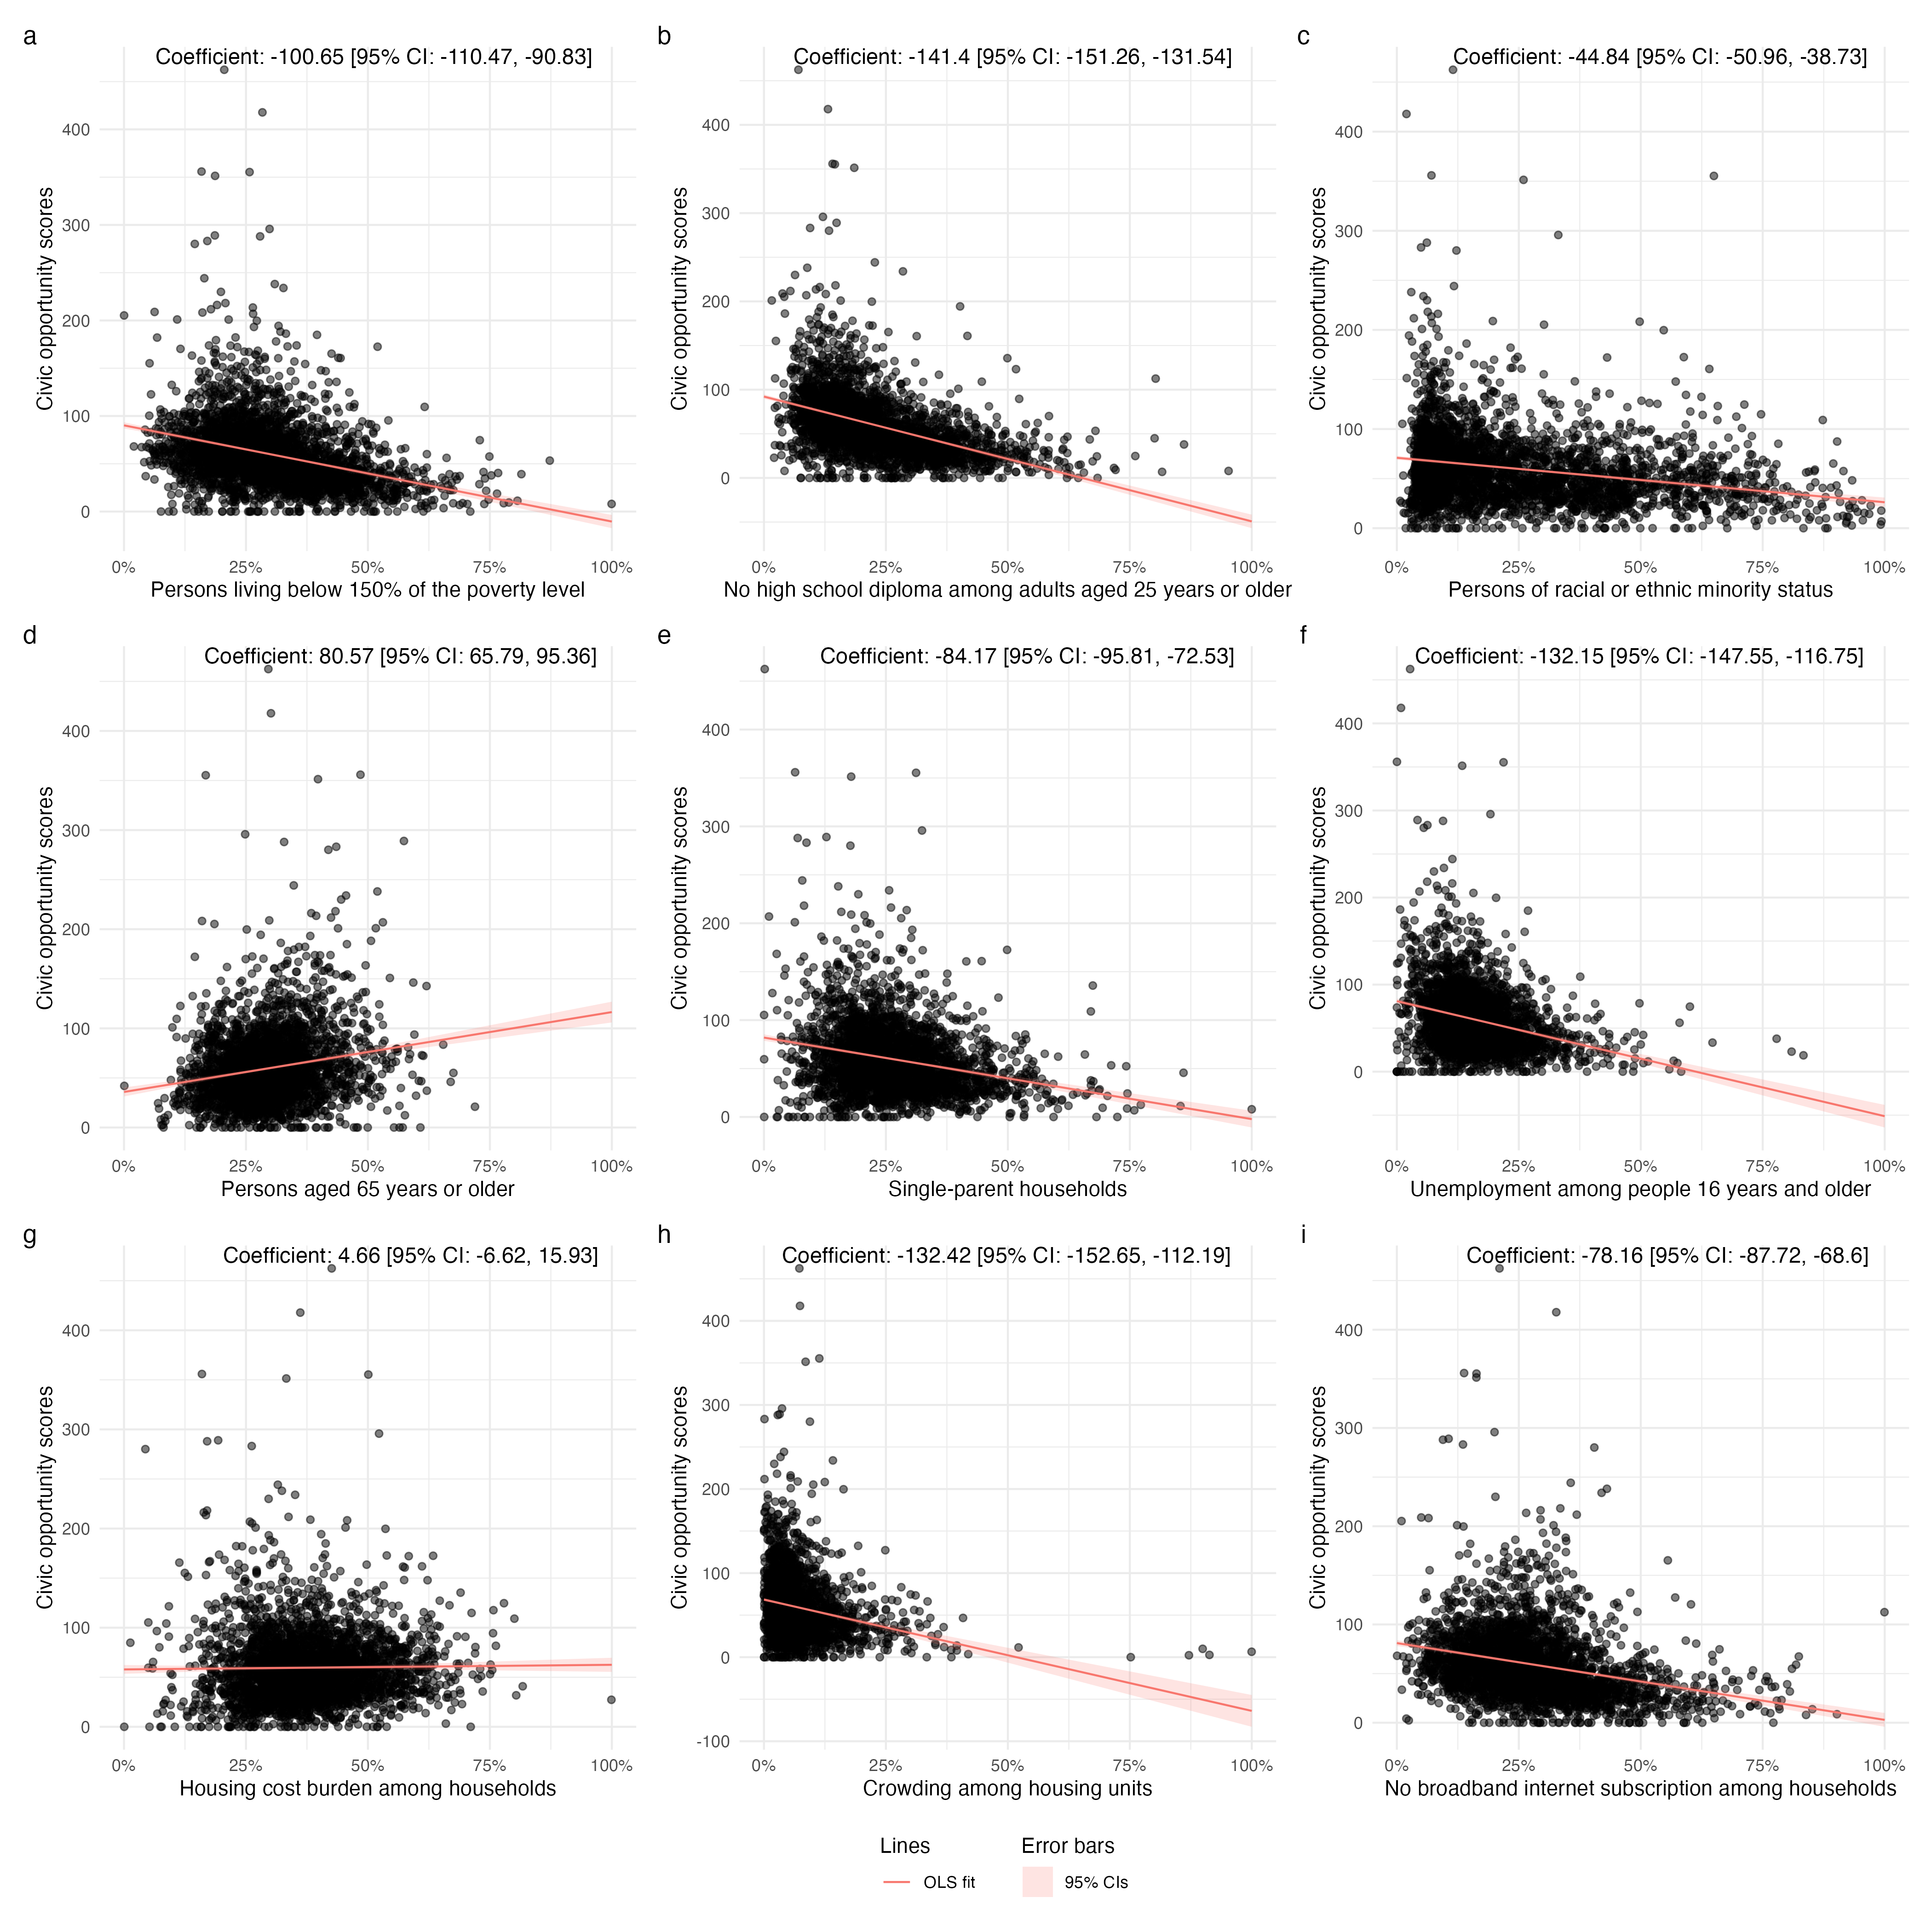 a
Coefficient: -100.65 [95% CI: -110.47, -90.83]
Civic opportunity scores
400
300
200
100
0
0% 25% 50% 75% 100%
Persons living below 150% of the poverty level
b
Coefficient: -141.4 [95% CI: -151.26, -131.54]
Civic opportunity scores
400
300
200
100
0
0% 25% 50% 75% 100%
No high school diploma among adults aged 25 years or older
c
Coefficient: -44.84 [95% CI: -50.96, -38.73]
Civic opportunity scores
400
300
200
100
0
0% 25% 50% 75% 100%
Persons of racial or ethnic minority status
d
Coefficient: 80.57 [95% CI: 65.79, 95.36]
Civic opportunity scores
400
300
200
100
0
0% 25% 50% 75% 100%
Persons aged 65 years or older
e
Coefficient: -84.17 [95% CI: -95.81, -72.53]
Civic opportunity scores
400
300
200
100
0
0% 25% 50% 75% 100%
Single-parent households
f
Coefficient: -132.15 [95% CI: -147.55, -116.75]
Civic opportunity scores
400
300
200
100
0
0% 25% 50% 75% 100%
Unemployment among people 16 years and older
g
Coefficient: 4.66 [95% CI: -6.62, 15.93]
Civic opportunity scores
400
300
200
100
0
0% 25% 50% 75% 100%
Housing cost burden among households
h
Coefficient: -132.42 [95% CI: -152.65, -112.19]
Civic opportunity scores
400
300
200
100
0
-100
0% 25% 50% 75% 100%
Crowding among housing units
i
Coefficient: -78.16 [95% CI: -87.72, -68.6]
Civic opportunity scores
400
300
200
100
0
0% 25% 50% 75% 100%
No broadband internet subscription among households
Lines
OLS fit
Error bars
95% CIs